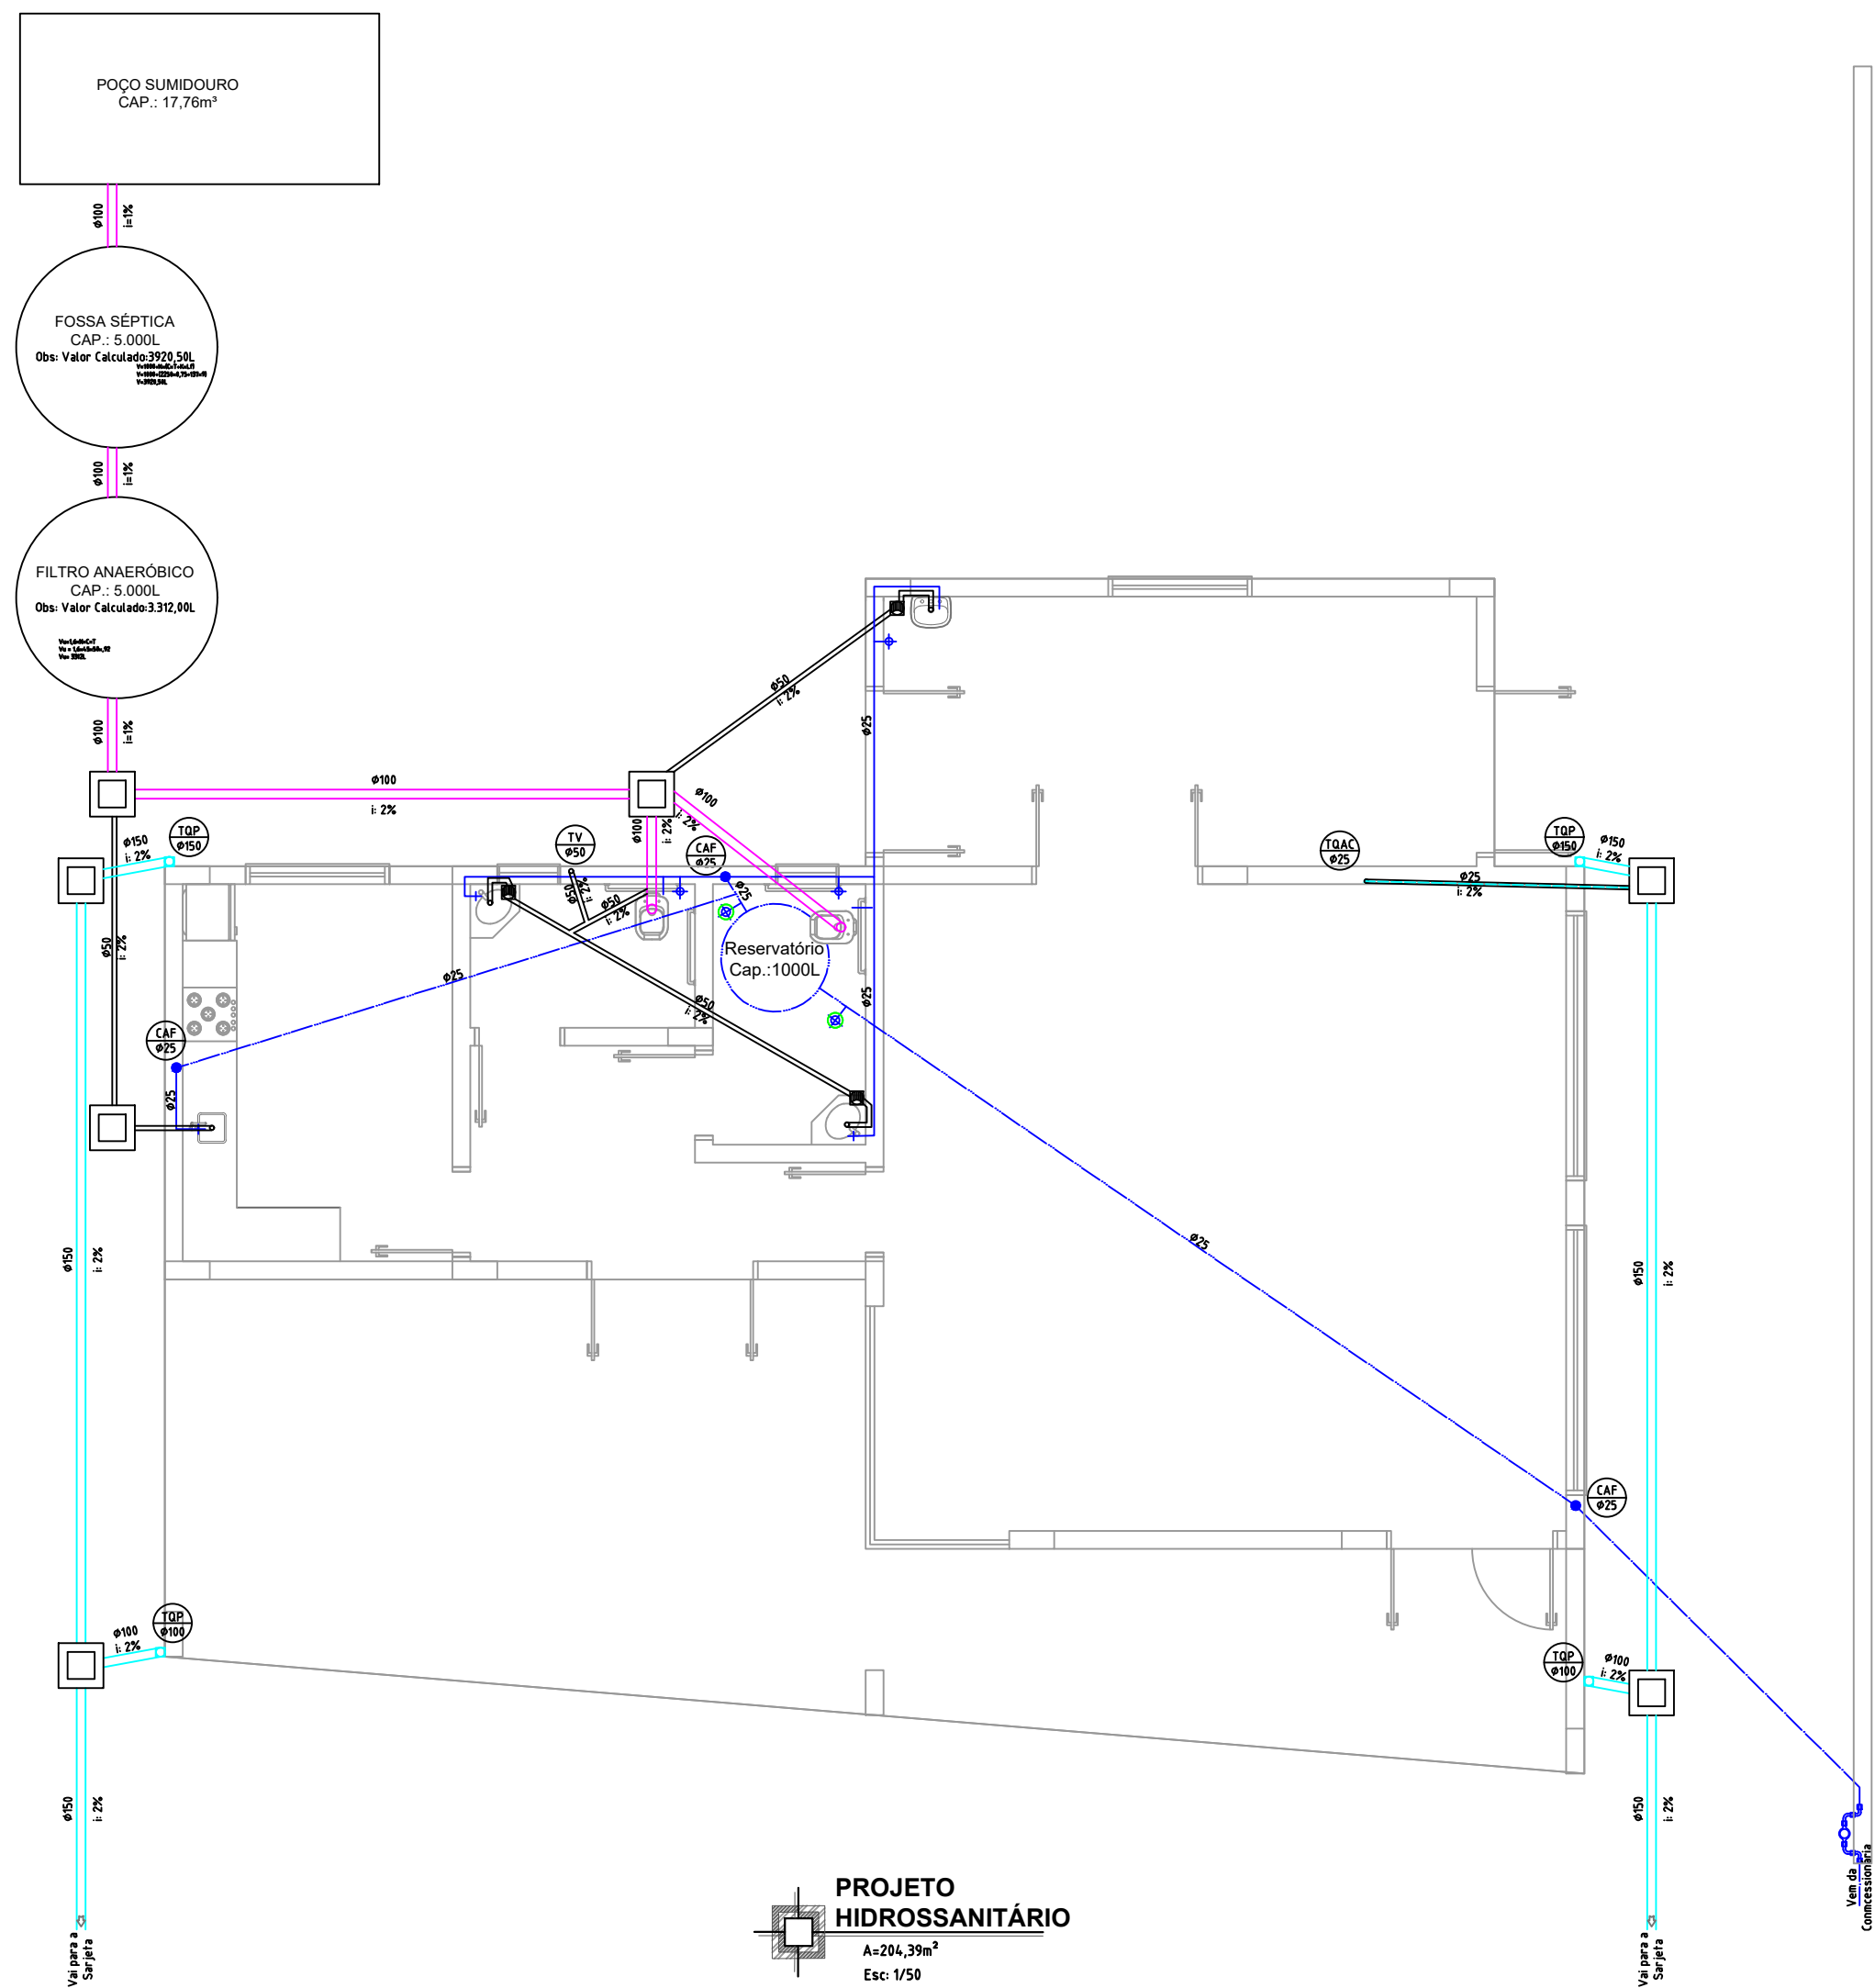 POÇO SUMIDOURO
CAP.: 17,76m³
ø100
i=1%
FOSSA SÉPTICA
CAP.: 5.000L
Obs: Valor Calculado:3920,50L
V=3920,50L
ø100
i=1%
FILTRO ANAERÓBICO
CAP.: 5.000L
Obs: Valor Calculado:3.312,00L
ø100
i=1%
ø50
i: 2%
ø25
ø100
i: 2%
ø100
i: 2%
ø100
i: 2%
TQP
ø150
ø150
i: 2%
TV
ø50
CAF
ø25
ø25
TQAC
ø25
ø25
i: 2%
TQP
ø150
ø150
i: 2%
ø50
i: 2%
ø50
i: 2%
ø50
i: 2%
ø25
Reservatório
Cap.:1000L
ø25
ø50
i: 2%
CAF
ø25
ø25
ø25
ø150
i: 2%
ø150
i: 2%
CAF
ø25
TQP
ø100
ø100
i: 2%
TQP
ø100
ø100
i: 2%
ø150
i: 2%
ø150
i: 2%
Vem da
Conmcessionária
PROJETO
HIDROSSANITÁRIO
A=204,39m²
Esc: 1/50
Vai para a
Sarjeta
Vai para a
Sarjeta